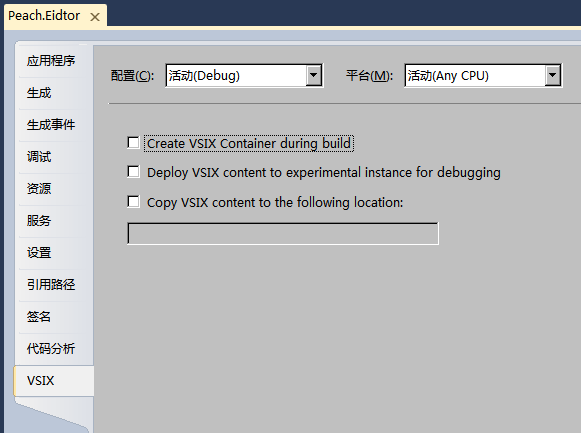 Peach.Eidtor
应用程序
生成
生成事件
调试
资源
服务
设置
引用路径
签名
代码分析
VSIX
配置(C): 活动(Debug) 平台(M): 活动(Any CPU)
Create VSIX Container during build
Deploy VSIX content to experimental instance for debugging
Copy VSIX content to the following location: